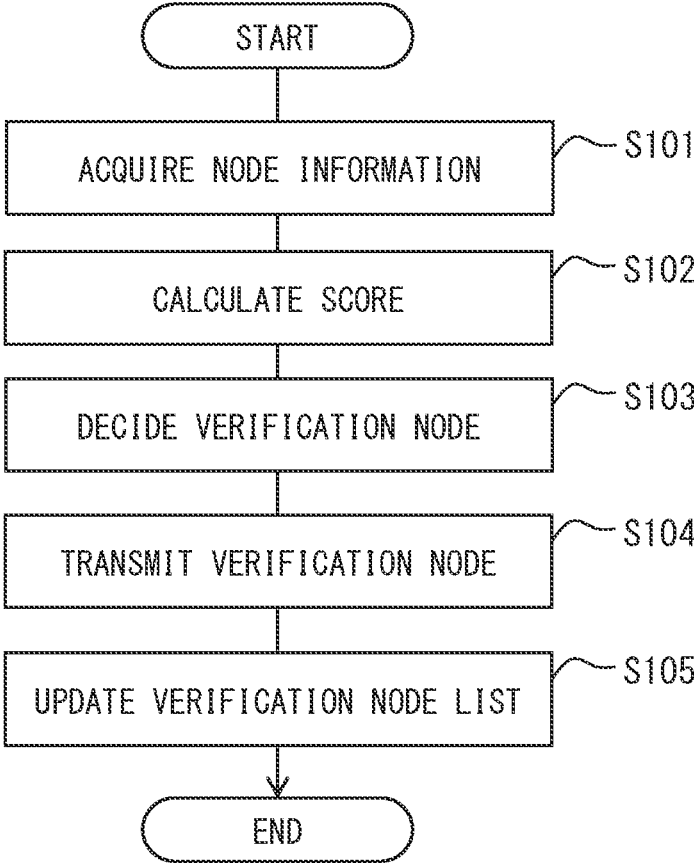 START
ACQUIRE NODE INFORMATION
S101
CALCULATE SCORE
S102
DECIDE VERIFICATION NODE
S103
TRANSMIT VERIFICATION NODE
S104
UPDATE VERIFICATION NODE LIST
S105
END